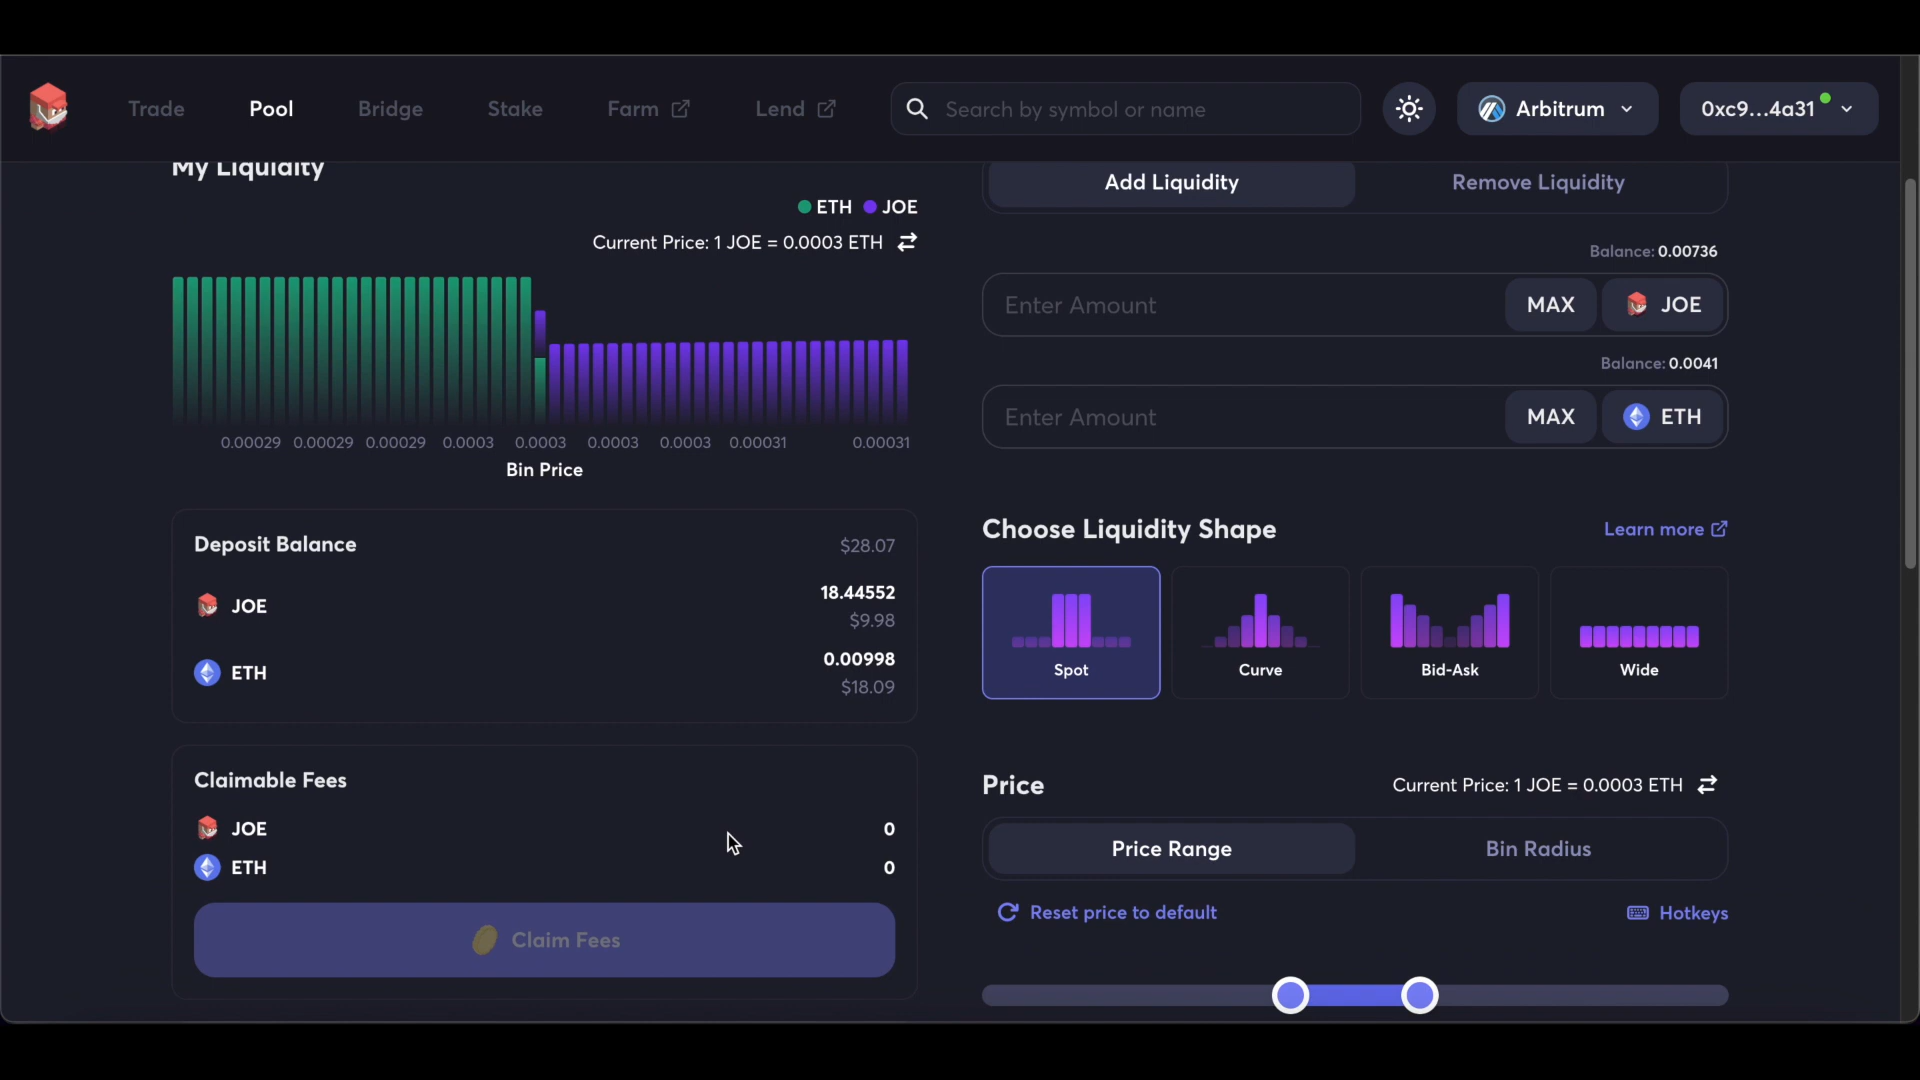 Trade
Pool
Bridge
Stake
Farm
Lend
Search by symbol or name
Arbitrum
0xc9...4a31
My Liquidity
ETH JOE
Current Price: 1 JOE = 0.0003 ETH
0.00029 0.00029 0.00029 0.0003 0.0003 0.0003 0.0003 0.00031 0.00031
Bin Price
Deposit Balance
$28.07
JOE
18.44552
$9.98
ETH
0.00998
$18.09
Claimable Fees
JOE
0
ETH
0
Claim Fees
Add Liquidity
Remove Liquidity
Balance: 0.00736
Enter Amount
MAX
JOE
Balance: 0.0041
Enter Amount
MAX
ETH
Choose Liquidity Shape
Learn more
Spot
Curve
Bid-Ask
Wide
Price
Current Price: 1 JOE = 0.0003 ETH
Price Range
Bin Radius
Reset price to default
Hotkeys